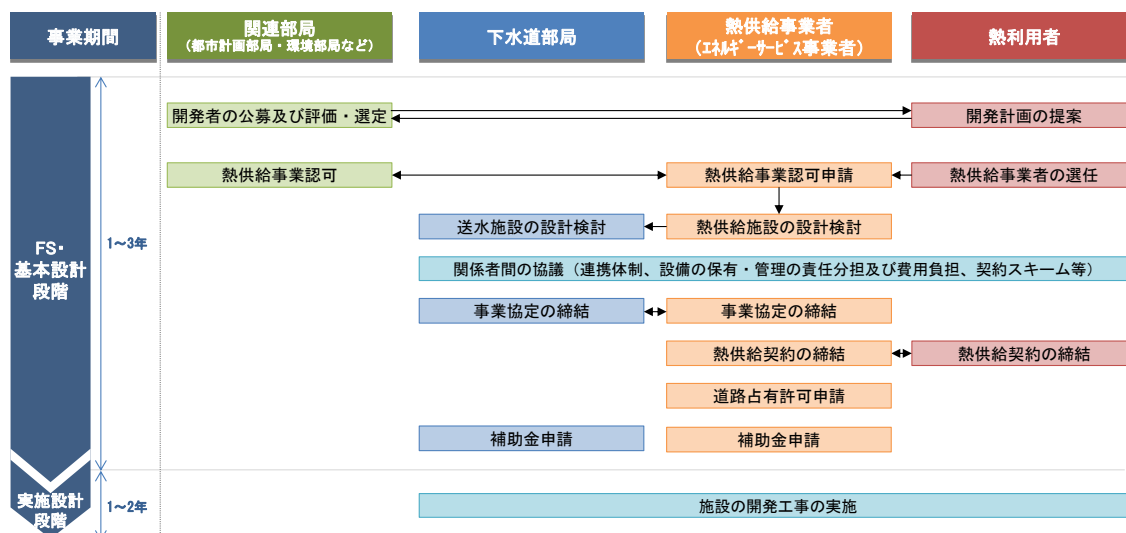 事業期間
関連部局
（都市計画部局・環境部局など）
下水道部局
熱供給事業者
（ｴﾈﾙｷﾞｰｻｰﾋﾞｽ事業者）
熱利用者
開発者の公募及び評価・選定
開発計画の提案
熱供給事業認可
熱供給事業認可申請
熱供給事業者の選任
送水施設の設計検討
熱供給施設の設計検討
FS・
基本設計
段階
1～3年
関係者間の協議（連携体制、設備の保有・管理の責任分担及び費用負担、契約スキーム等）
事業協定の締結
事業協定の締結
熱供給契約の締結
熱供給契約の締結
道路占有許可申請
補助金申請
補助金申請
実施設計
段階
1～2年
施設の開発工事の実施